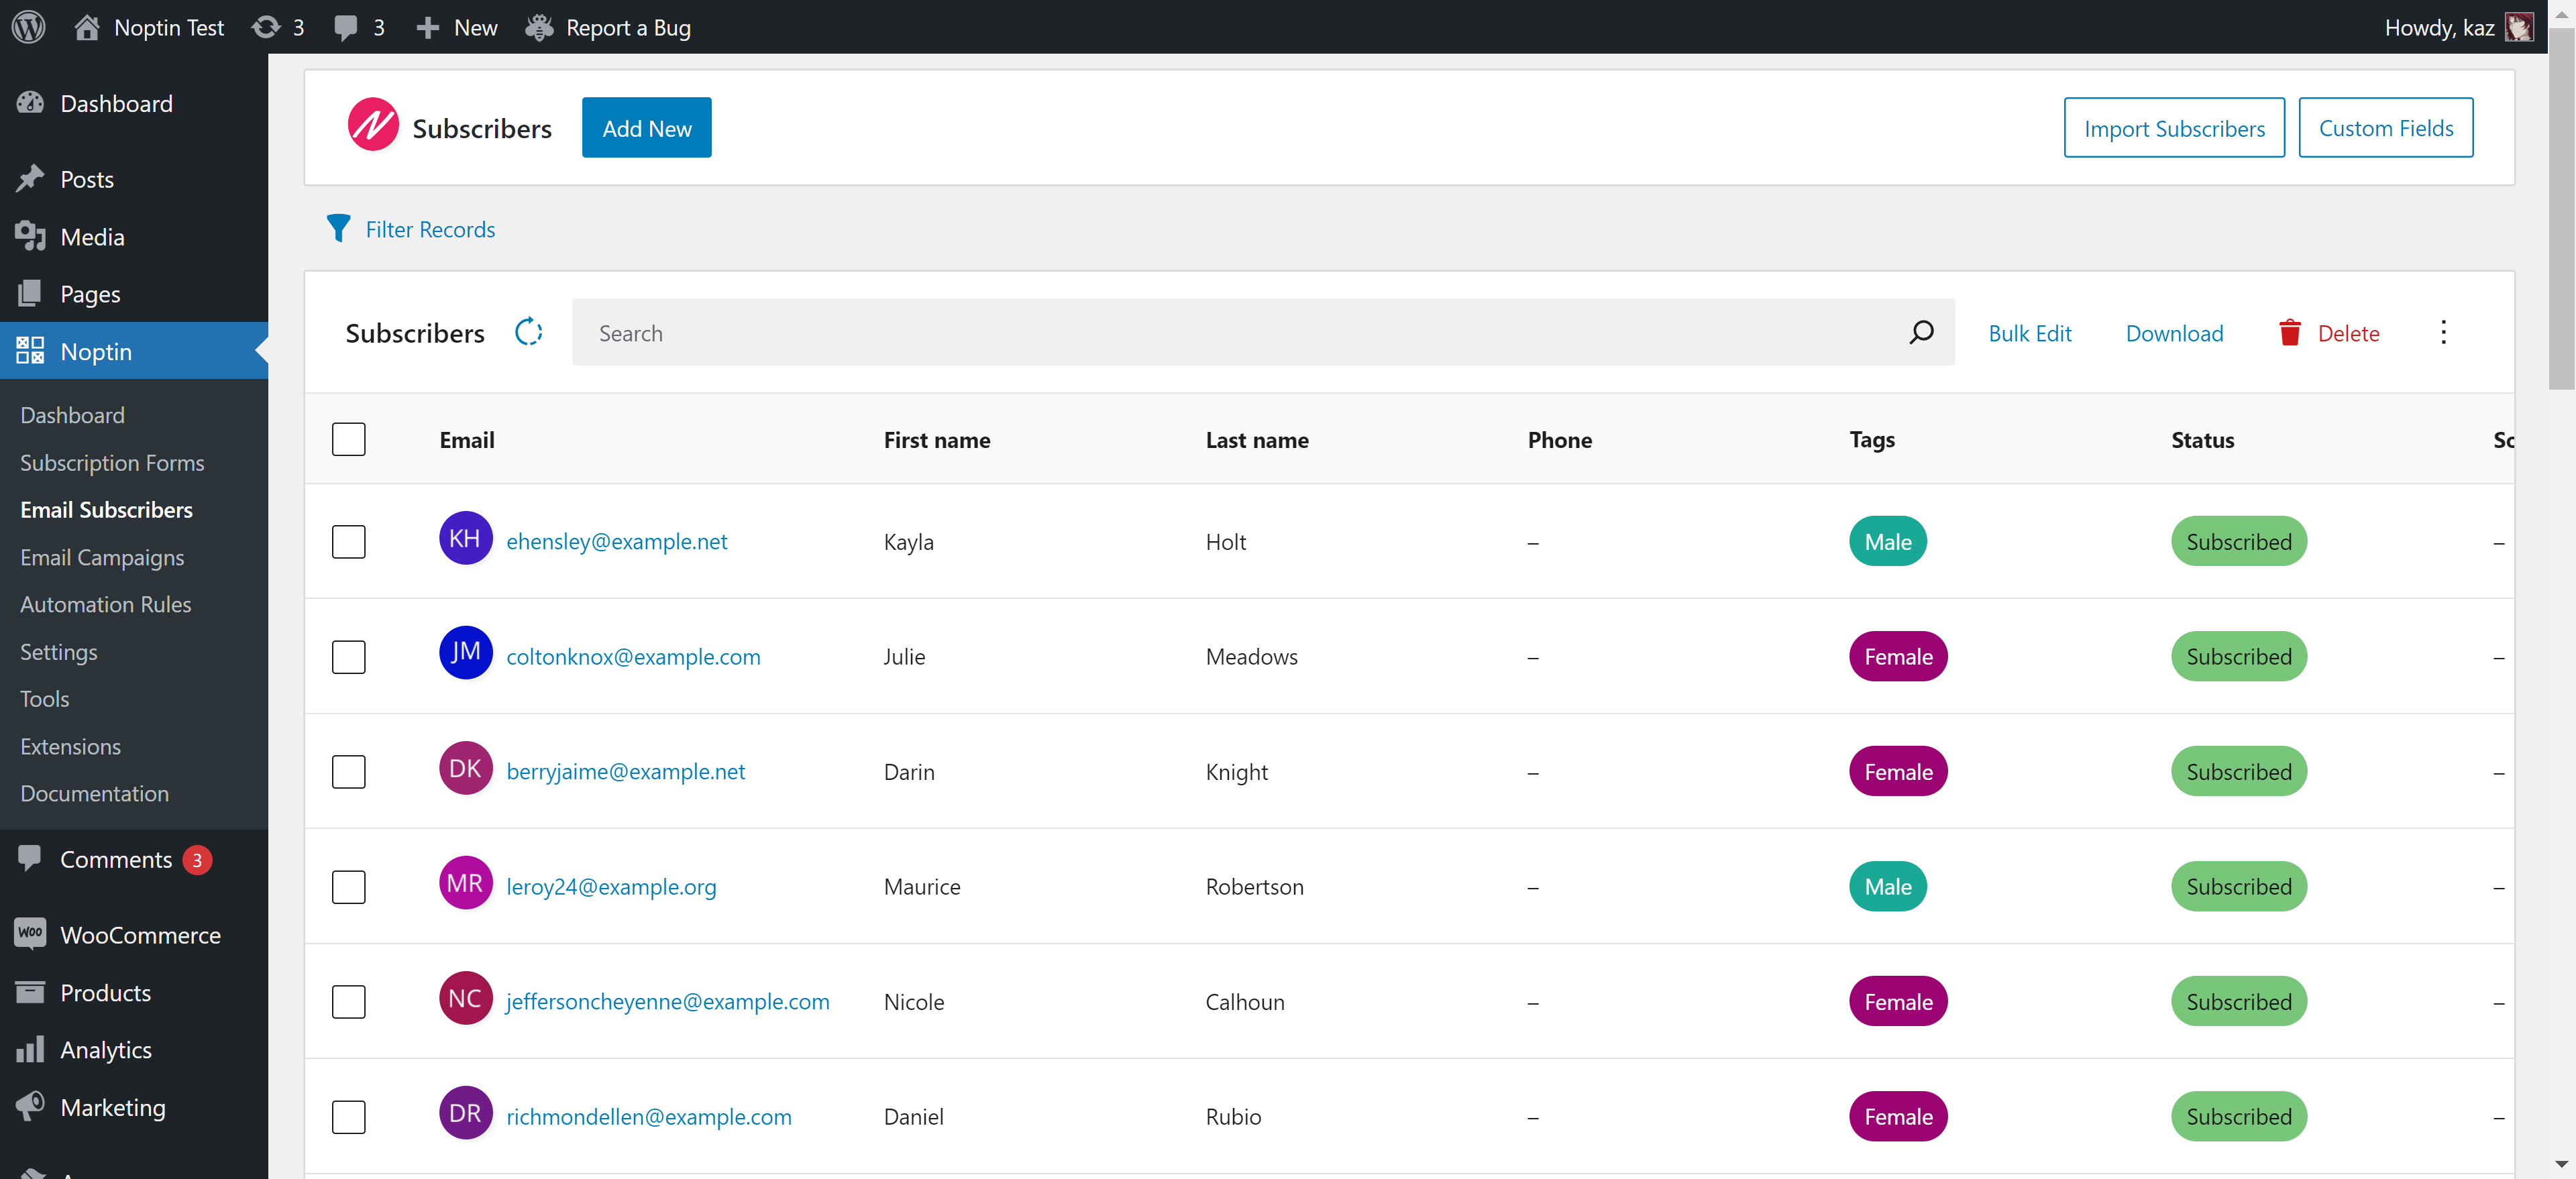 Noptin Test 3 3 New Report a Bug Howdy, kaz
Dashboard
Posts
Media
Pages
Noptin
Dashboard
Subscription Forms
Email Subscribers
Email Campaigns
Automation Rules
Settings
Tools
Extensions
Documentation
Comments 3
WooCommerce
Products
Analytics
Marketing
Subscribers Add New Import Subscribers Custom Fields
Filter Records
Subscribers Search Bulk Edit Download Delete
Email First name Last name Phone Tags Status
KH ehensley@example.net Kayla Holt – Male Subscribed –
JM coltonknox@example.com Julie Meadows – Female Subscribed –
DK berryjaime@example.net Darin Knight – Female Subscribed –
MR leroy24@example.org Maurice Robertson – Male Subscribed –
NC jeffersoncheyenne@example.com Nicole Calhoun – Female Subscribed –
DR richmondellen@example.com Daniel Rubio – Female Subscribed –